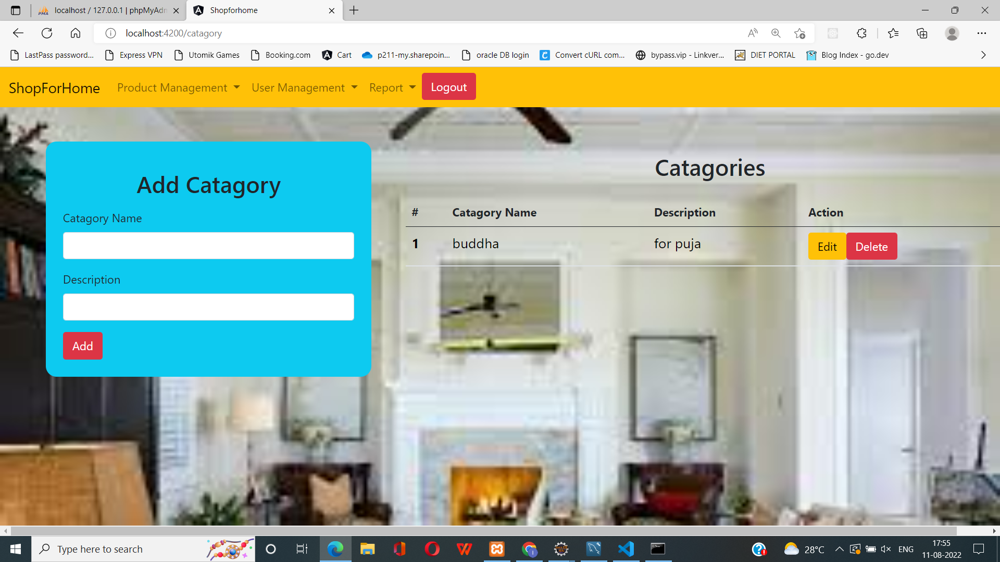 localhost / 127.0.0.1 | phpMyAdn
Shopforhome
localhost:4200/catagory
LastPass password...
Express VPN
Utomik Games
Booking.com
Cart
p211-my.sharepoin...
oracle DB login
Convert cURL com...
bypass.vip - Linkver...
DIET PORTAL
Blog Index - go.dev
ShopForHome
Product Management
User Management
Report
Logout
Add Catagory
Catagory Name
Description
Add
Catagories
# Catagory Name Description Action
1 buddha for puja Edit Delete
Type here to search
28°C
ENG
17:55
11-08-2022